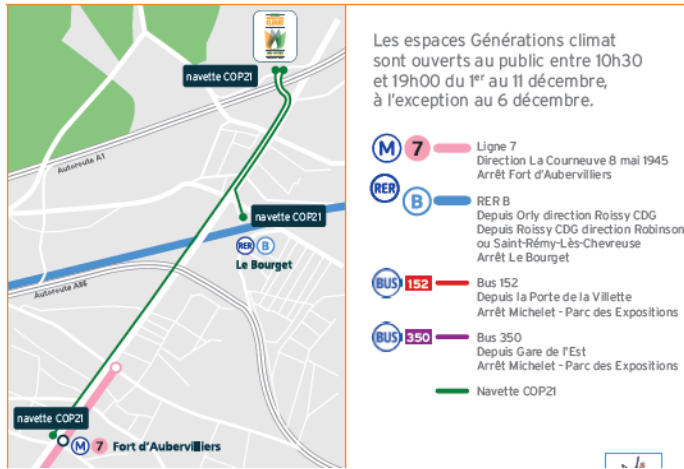 GÉNÉRATIONS
CLIMAT
navette COP21
Autoroute A1
navette COP21
RER B
Le Bourget
Autoroute A86
navette COP21
M 7 Fort d'Aubervilliers
Les espaces Générations climat
sont ouverts au public entre 10h30
et 19h00 du 1er au 11 décembre,
à l'exception au 6 décembre.
M 7 Ligne 7
Direction La Courneuve 8 mai 1945
Arrêt Fort d'Aubervilliers
RER B RER B
Depuis Orly direction Roissy CDG
Depuis Roissy CDG direction Robinson
ou Saint-Rémy-Lès-Chevreuse
Arrêt Le Bourget
BUS 152 Bus 152
Depuis la Porte de la Villette
Arrêt Michelet - Parc des Expositions
BUS 350 Bus 350
Depuis Gare de l'Est
Arrêt Michelet - Parc des Expositions
Navette COP21